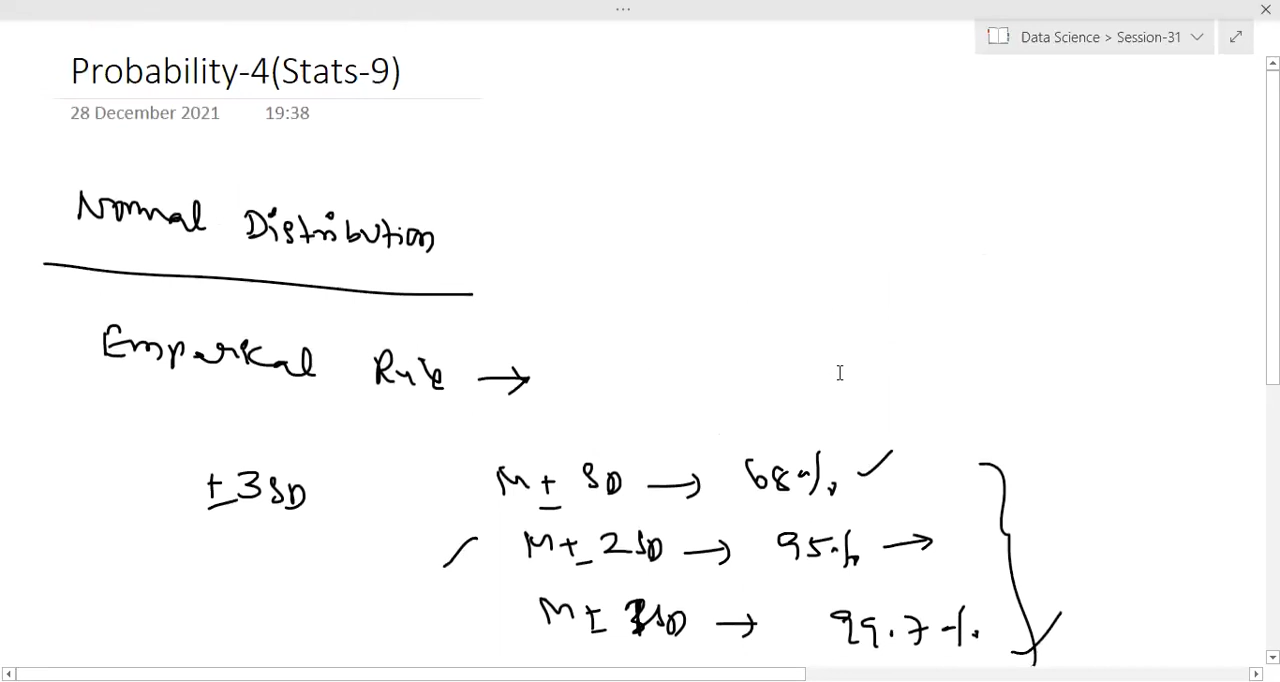 Data Science > Session-31
Probability-4(Stats-9)
28 December 2021 19:38
Normal Distribution
Emperical Rule →
±3SD
M ± SD → 68% ✓
M ± 2SD → 95% →
M ± 3SD → 99.7%